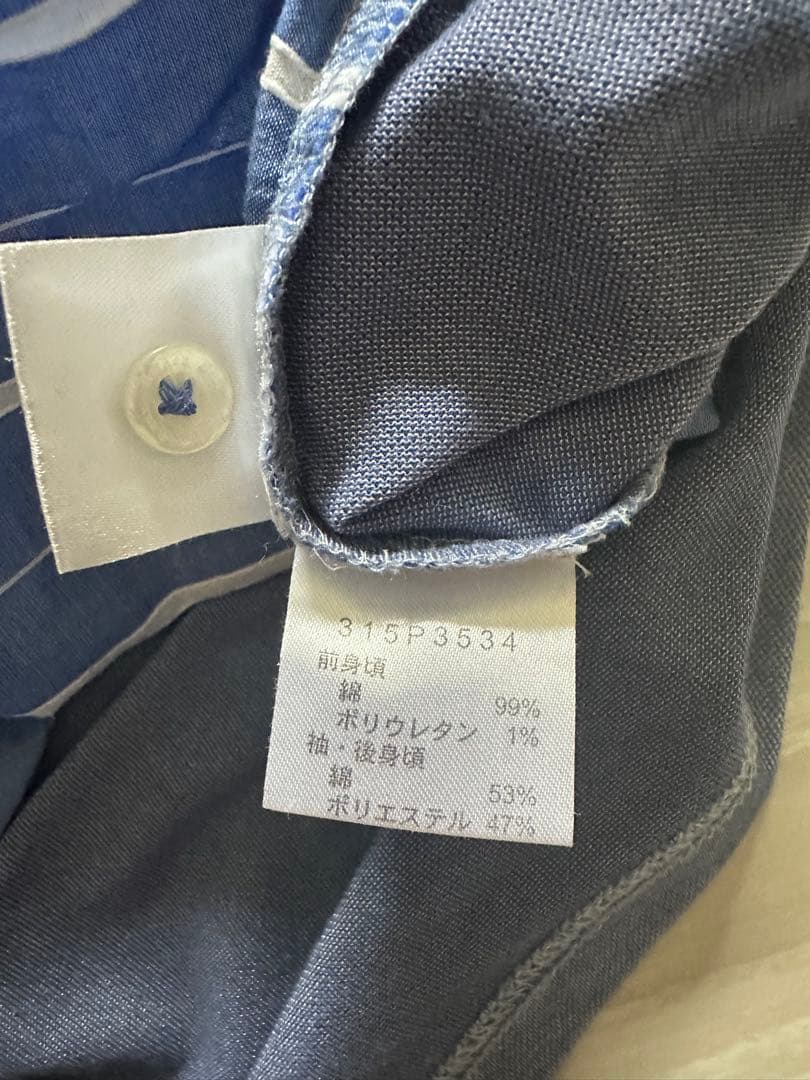 315P3534
前身頃
綿 99%
ポリウレタン 1%
袖・後身頃
綿 53%
ポリエステル 47%